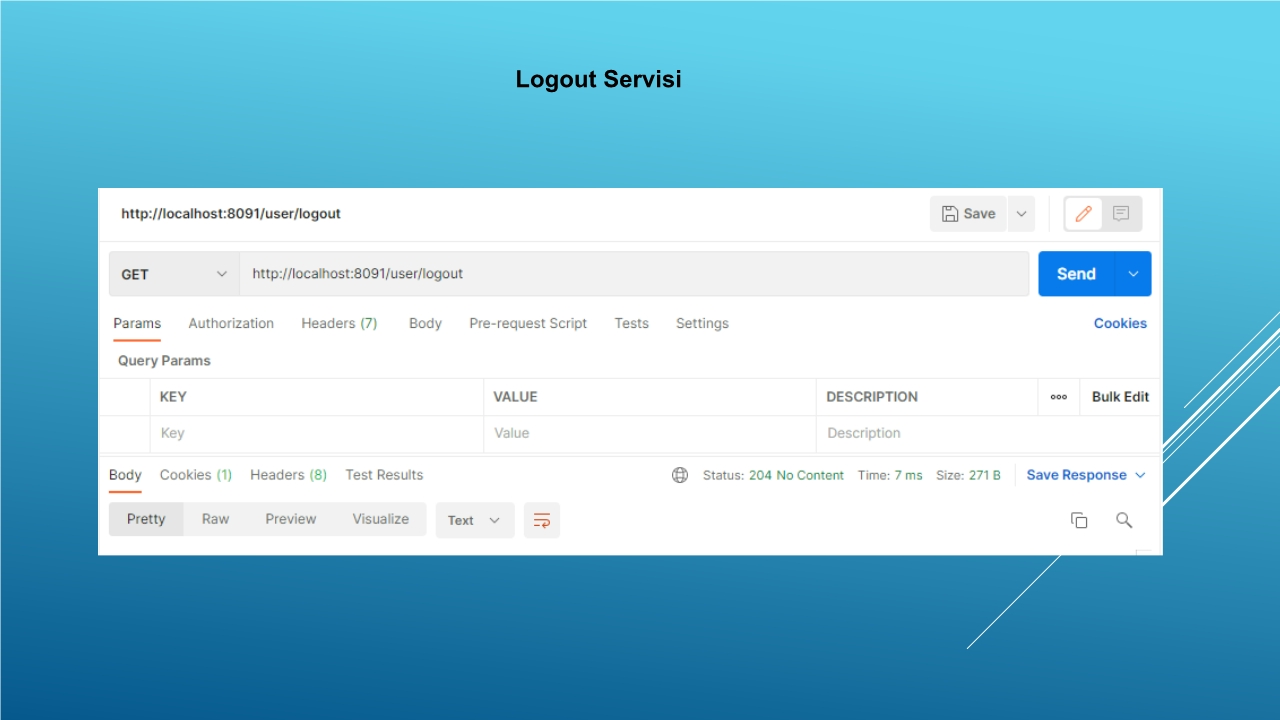 Logout Servisi
http://localhost:8091/user/logout
Save
GET http://localhost:8091/user/logout Send
Params Authorization Headers (7) Body Pre-request Script Tests Settings Cookies
Query Params
KEY VALUE DESCRIPTION ooo Bulk Edit
Key Value Description
Body Cookies (1) Headers (8) Test Results Status: 204 No Content Time: 7 ms Size: 271 B Save Response
Pretty Raw Preview Visualize Text